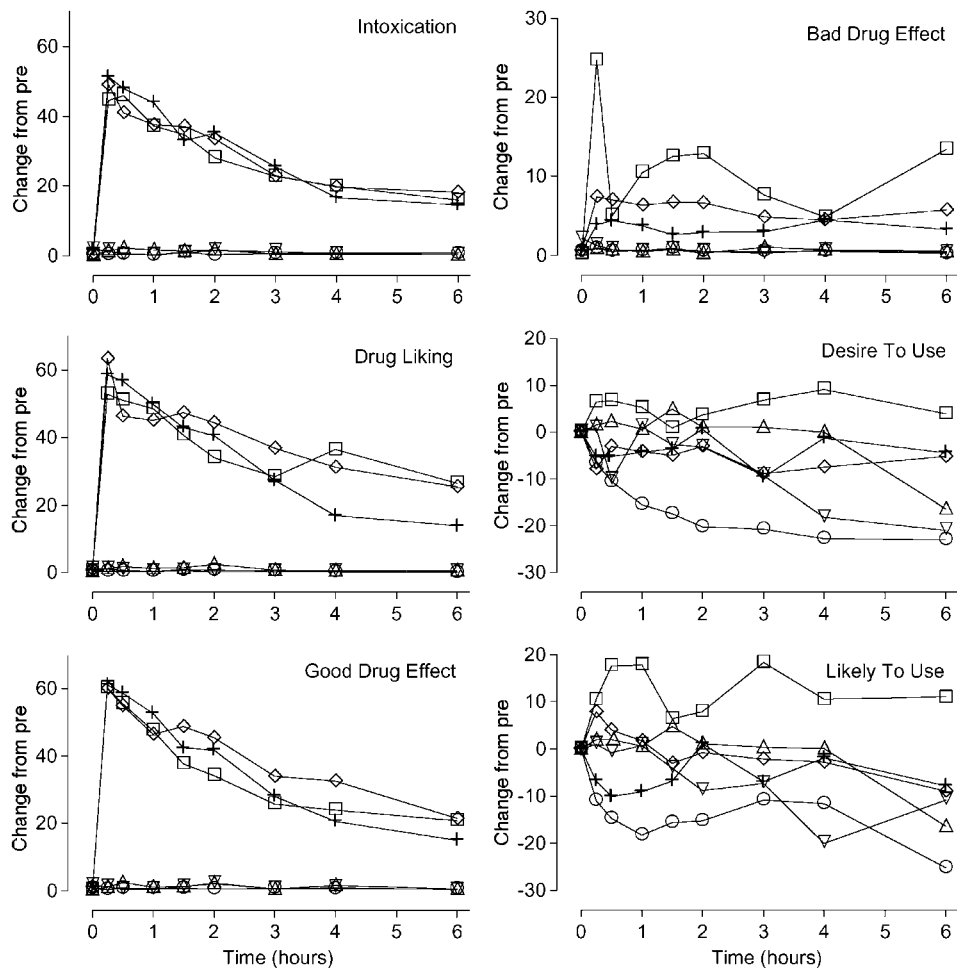 Intoxication
Change from pre
60
40
20
0
0 1 2 3 4 5 6
Bad Drug Effect
Change from pre
30
20
10
0
0 1 2 3 4 5 6
Drug Liking
Change from pre
60
40
20
0
0 1 2 3 4 5 6
Desire To Use
Change from pre
20
10
0
-10
-20
-30
0 1 2 3 4 5 6
Good Drug Effect
Change from pre
60
40
20
0
0 1 2 3 4 5 6
Time (hours)
Likely To Use
Change from pre
20
10
0
-10
-20
-30
0 1 2 3 4 5 6
Time (hours)